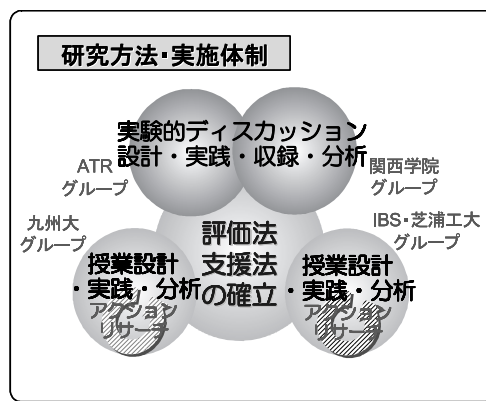 研究方法・実施体制
実験的ディスカッション
設計・実践・収録・分析
ATR
グループ
関西学院
グループ
九州大
グループ
IBS・芝浦工大
グループ
評価法
支援法
の確立
授業設計
・実践・分析
アクション
リサーチ
授業設計
・実践・分析
アクション
リサーチ